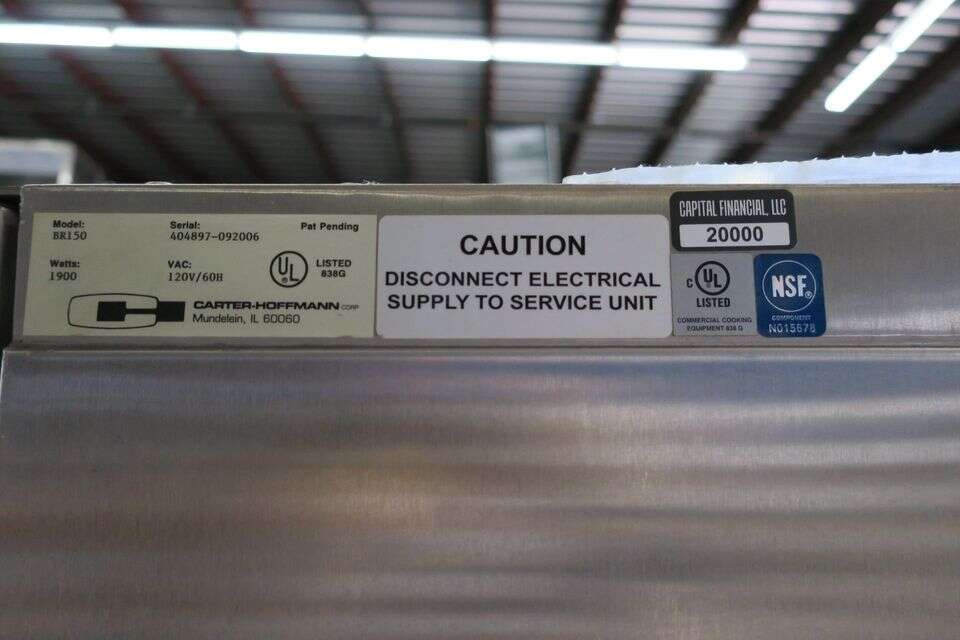 Model:
BR150
Serial:
404897-092006
Pat Pending
Watts:
1900
VAC:
120V/60H
UL
LISTED
838G
CARTER-HOFFMANN CORP
Mundelein, IL 60060
CAUTION
DISCONNECT ELECTRICAL
SUPPLY TO SERVICE UNIT
CAPITAL FINANCIAL, LLC
20000
C UL
LISTED
COMMERCIAL COOKING
EQUIPMENT 838 G
NSF®
COMPONENT
N015678